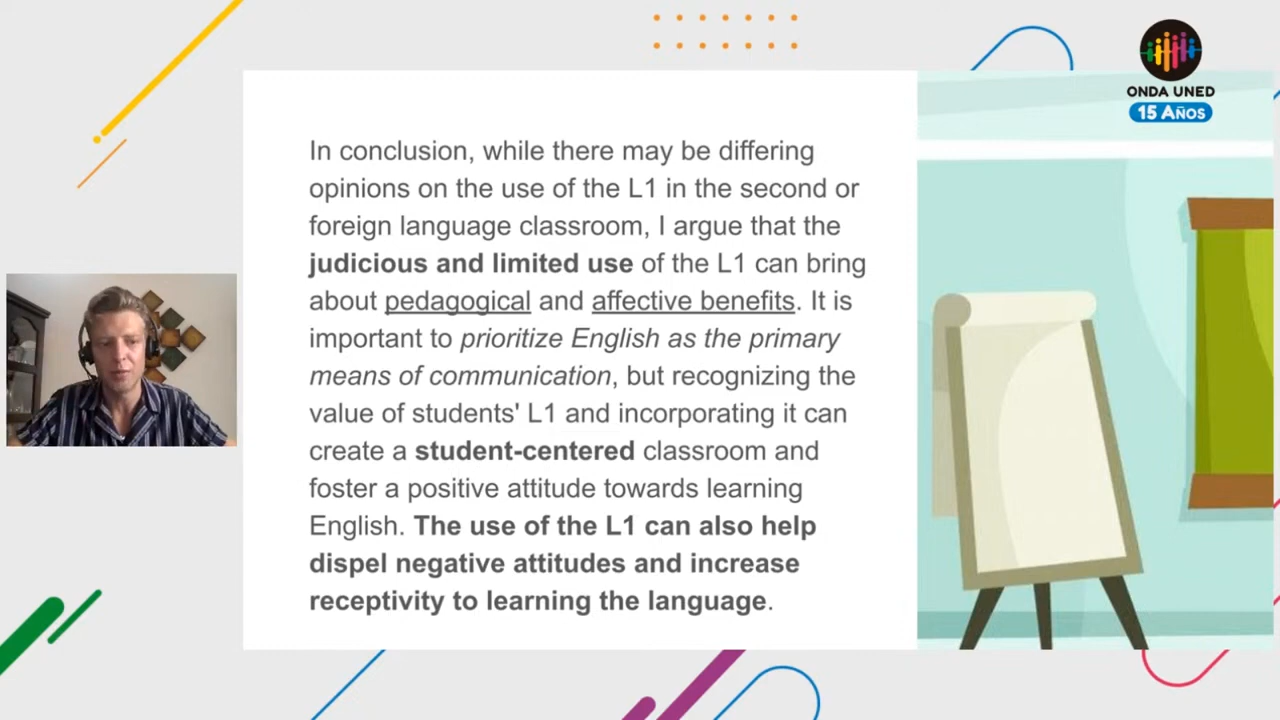 ONDA UNED
15 AÑOS
In conclusion, while there may be differing
opinions on the use of the L1 in the second or
foreign language classroom, I argue that the
judicious and limited use of the L1 can bring
about pedagogical and affective benefits. It is
important to prioritize English as the primary
means of communication, but recognizing the
value of students' L1 and incorporating it can
create a student-centered classroom and
foster a positive attitude towards learning
English. The use of the L1 can also help
dispel negative attitudes and increase
receptivity to learning the language.